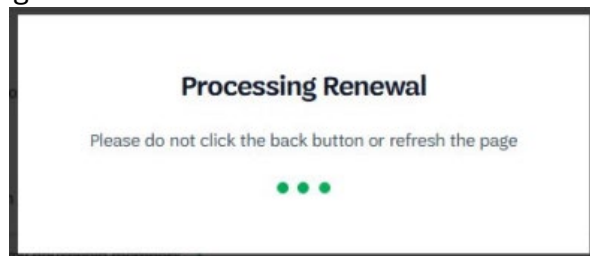 Processing Renewal
Please do not click the back button or refresh the page